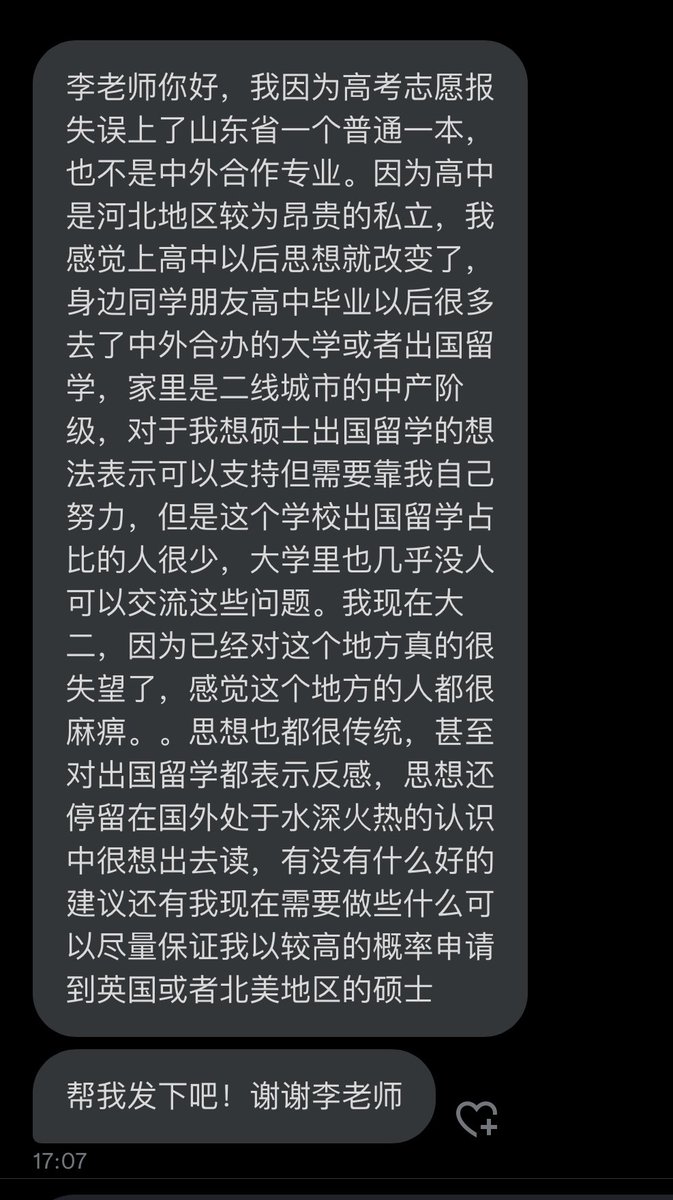 李老师你好，我因为高考志愿报
失误上了山东省一个普通一本，
也不是中外合作专业。因为高中
是河北地区较为昂贵的私立，我
感觉上高中以后思想就改变了，
身边同学朋友高中毕业以后很多
去了中外合办的大学或者出国留
学，家里是二线城市的中产阶
级，对于我想硕士出国留学的想
法表示可以支持但需要靠我自己
努力，但是这个学校出国留学占
比的人很少，大学里也几乎没人
可以交流这些问题。我现在大
二，因为已经对这个地方真的很
失望了，感觉这个地方的人都很
麻痹。。思想也都很传统，甚至
对出国留学都表示反感，思想还
停留在国外处于水深火热的认识
中很想出去读，有没有什么好的
建议还有我现在需要做些什么可
以尽量保证我以较高的概率申请
到英国或者北美地区的硕士
帮我发下吧！谢谢李老师
17:07